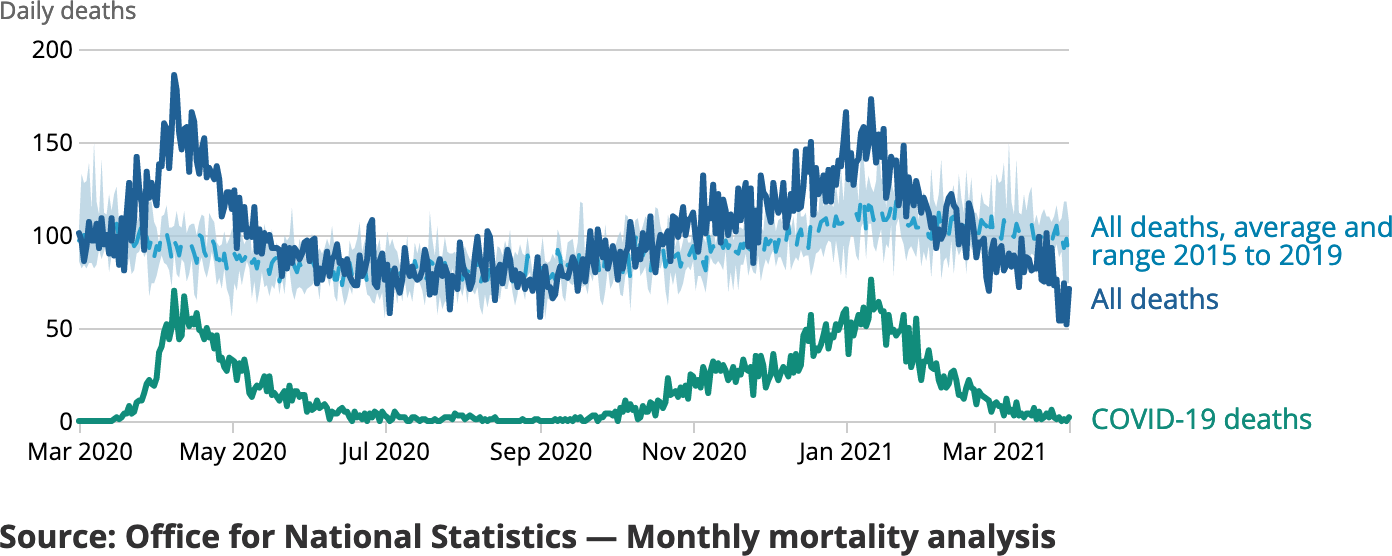 Daily deaths
200
150
100
50
0
Mar 2020 May 2020 Jul 2020 Sep 2020 Nov 2020 Jan 2021 Mar 2021
All deaths, average and
range 2015 to 2019
All deaths
COVID-19 deaths
Source: Office for National Statistics — Monthly mortality analysis